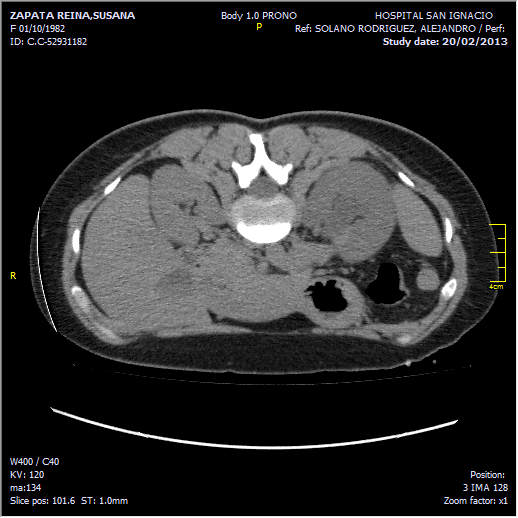 ZAPATA REINA,SUSANA
F 01/10/1982
ID: C.C-52931182
Body 1.0 PRONO
P
HOSPITAL SAN IGNACIO
Ref: SOLANO RODRIGUEZ, ALEJANDRO / Perf:
Study date: 20/02/2013
R
4cm
W400 / C40
KV: 120
ma:134
Slice pos: 101.6 ST: 1.0mm
Position:
3 IMA 128
Zoom factor: x1